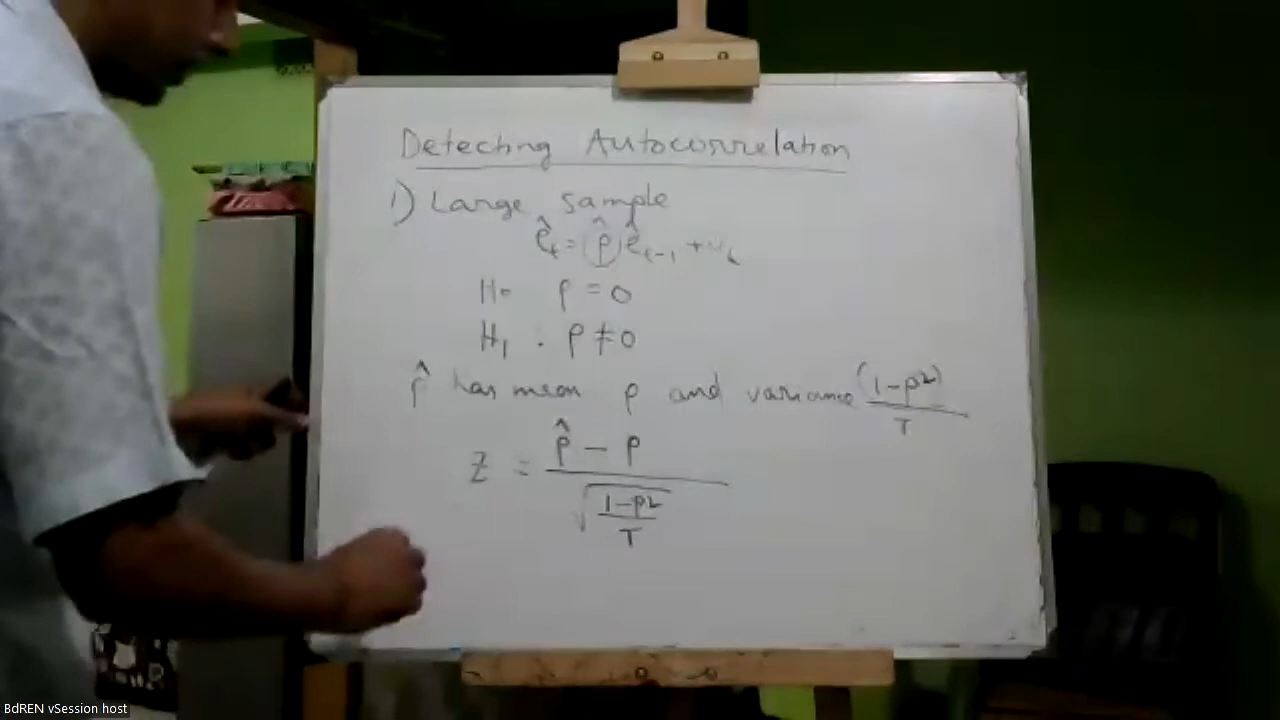 Detecting Autocorrelation
1) Large sample
ê_t = ρ̂ ê_{t-1} + v_t
H₀ ρ = 0
H₁ : ρ ≠ 0
ρ̂ has mean ρ and variance (1-ρ²)/T
Z = (ρ̂ - ρ) / √((1-ρ²)/T)
BdREN vSession host